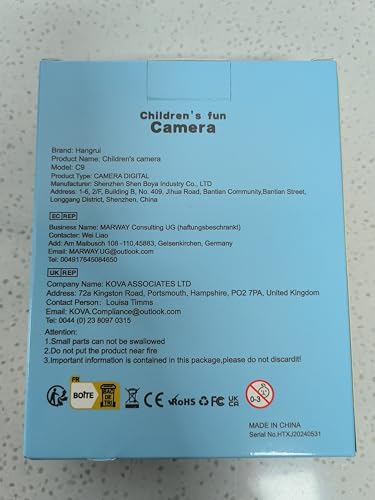 Children's fun
Camera
Brand: Hangrui
Product Name: Children's camera
Model: C9
Product Type: CAMERA DIGITAL
Manufacturer: Shenzhen Shen Boya Industry Co., LTD
Address: 1-6, 2/F, Building B, No. 409, Jihua Road, Bantian Community,Bantian Street,
Longgang District, Shenzhen, China
EC REP
Business Name: MARWAY Consulting UG (haftungsbeschrankt)
Contacter: Wei Liao
Add: Am Maibusch 108 -110,45883, Gelsenkirchen, Germany
Email: MARWAY.UG@outlook.com
Tel: 004917645084650
UK REP
Company Name: KOVA ASSOCIATES LTD
Address: 72a Kingston Road, Portsmouth, Hampshire, PO2 7PA, United Kingdom
Contact Person： Louisa Timms
Email: KOVA.Compliance@outlook.com
Tel: 0044 (0) 23 8097 0315
Attention:
1.Small parts can not be swallowed
2.Do not put the product near fire
3.Important information is contained in this package,please do not discardit!
FR
BOÎTE
BAC DE TRI
CE RoHS FC UK CA 0-3
MADE IN CHINA
Serial No.HTXJ20240531